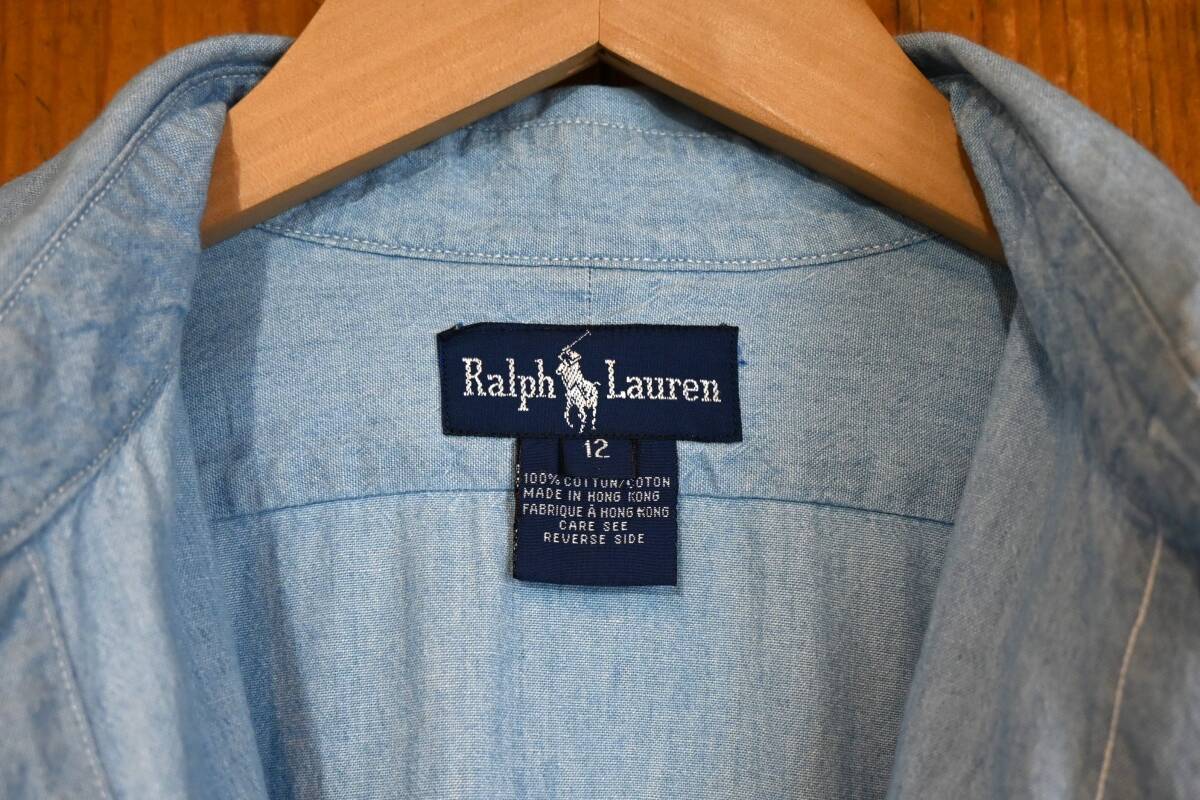 Ralph Lauren
12
100% COTTON/COTON
MADE IN HONG KONG
FABRIQUE À HONG KONG
CARE SEE
REVERSE SIDE